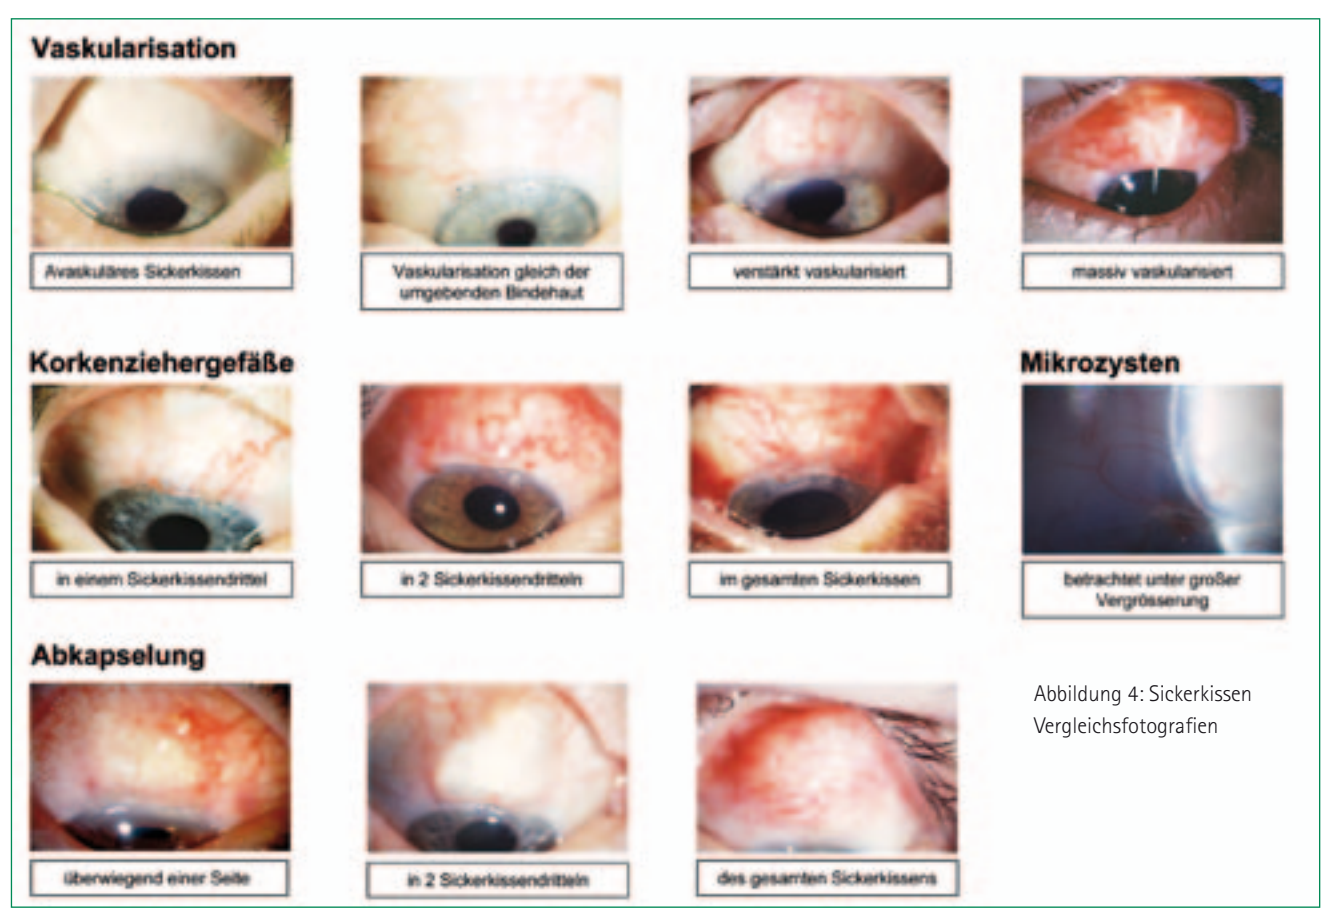 Vaskularisation
Avaskuläres Sickerkissen
Vaskularisation gleich der
umgebenden Bindehaut
verstärkt vaskularisiert
massiv vaskularisiert
Korkenziehergefäße
Mikrozysten
in einem Sickerkissendrittel
in 2 Sickerkissendritteln
im gesamten Sickerkissen
betrachtet unter großer
Vergrösserung
Abkapselung
Abbildung 4: Sickerkissen
Vergleichsfotografien
überwiegend einer Seite
in 2 Sickerkissendritteln
des gesamten Sickerkissens